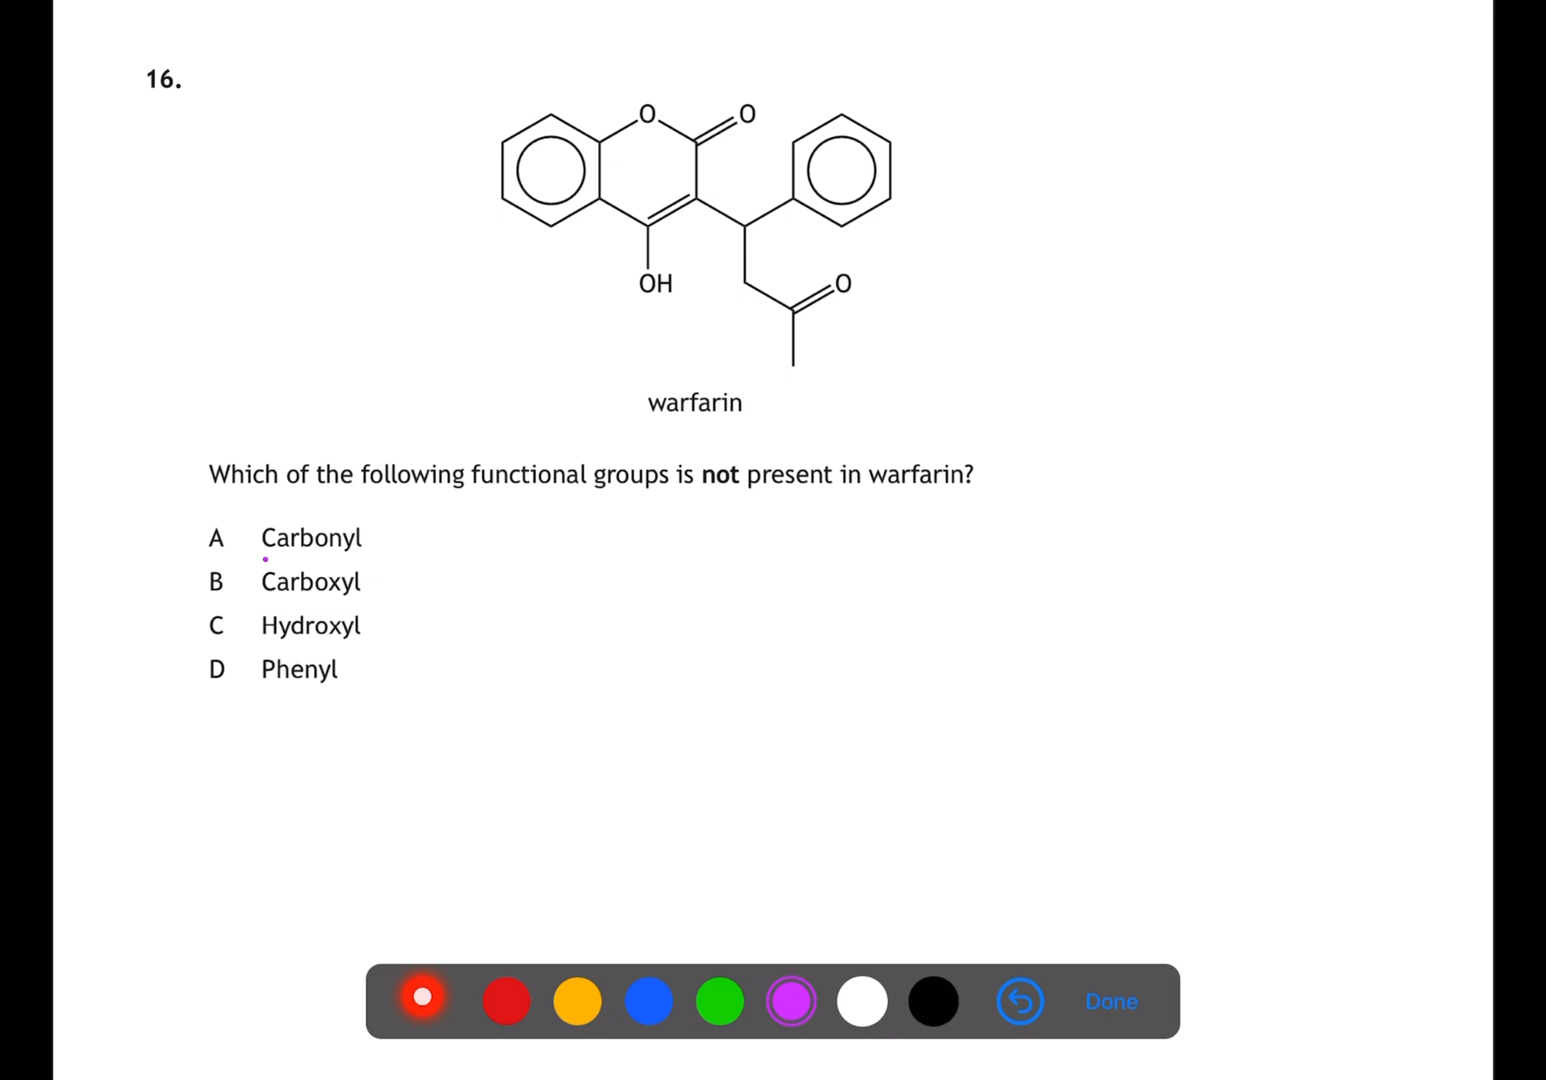 16.
O
O
OH
O
warfarin
Which of the following functional groups is not present in warfarin?
A Carbonyl
B Carboxyl
C Hydroxyl
D Phenyl
Done